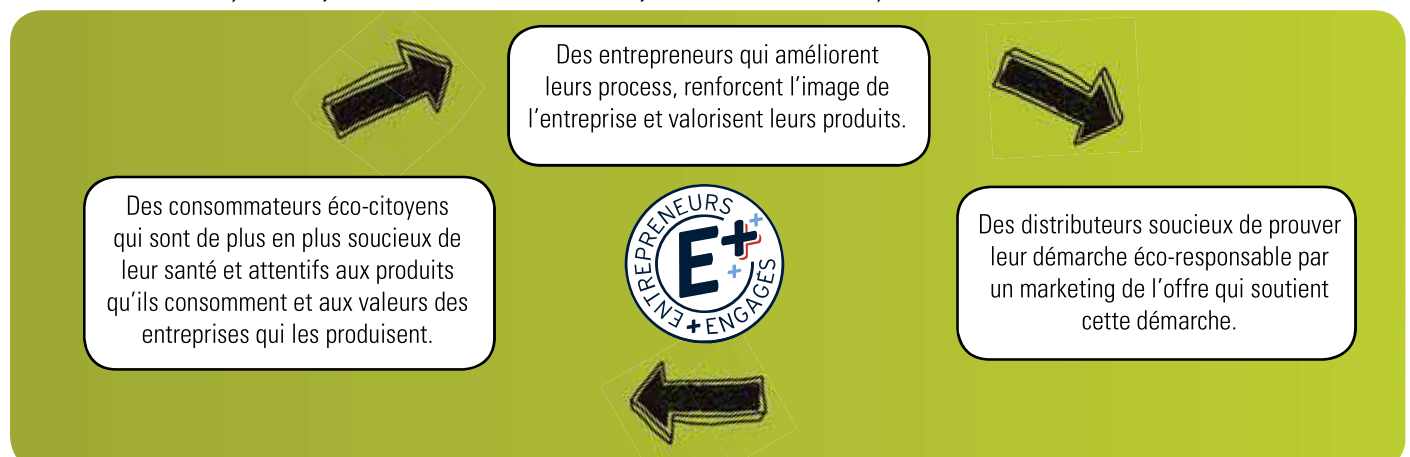 Des entrepreneurs qui améliorent
leurs process, renforcent l’image de
l’entreprise et valorisent leurs produits.
Des consommateurs éco-citoyens
qui sont de plus en plus soucieux de
leur santé et attentifs aux produits
qu’ils consomment et aux valeurs des
entreprises qui les produisent.
ENTREPRENEURS
E+
+ ENGAGÉS
Des distributeurs soucieux de prouver
leur démarche éco-responsable par
un marketing de l’offre qui soutient
cette démarche.